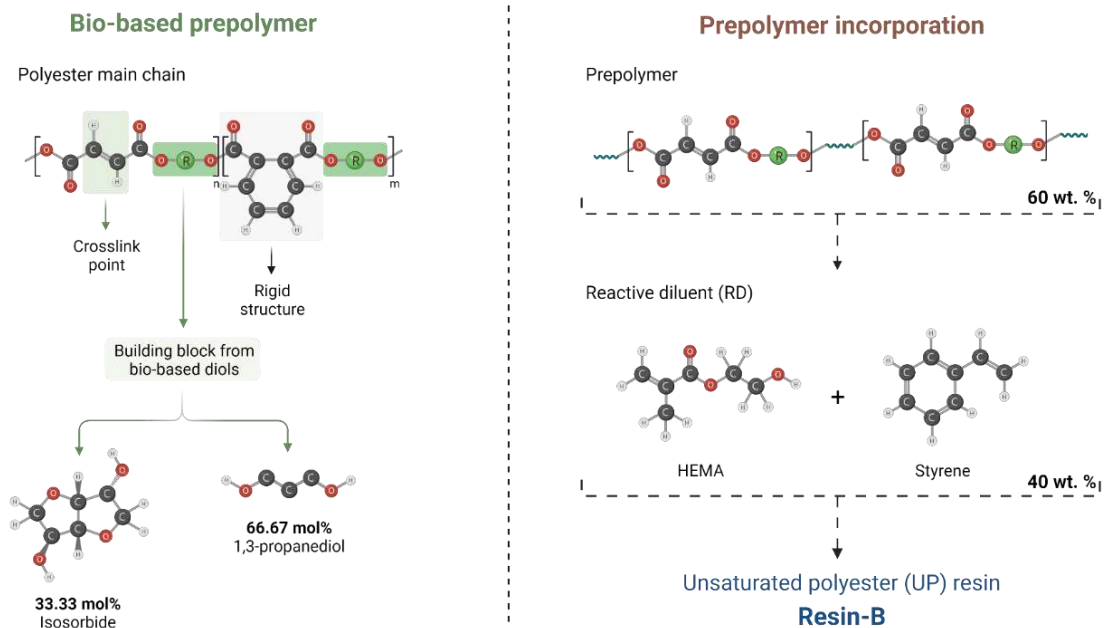 Bio-based prepolymer
Polyester main chain
R
n
R
m
Crosslink
point
Rigid
structure
Building block from
bio-based diols
33.33 mol%
Isosorbide
66.67 mol%
1,3-propanediol
Prepolymer incorporation
Prepolymer
R
R
60 wt. %
Reactive diluent (RD)
+
HEMA
Styrene
40 wt. %
Unsaturated polyester (UP) resin
Resin-B